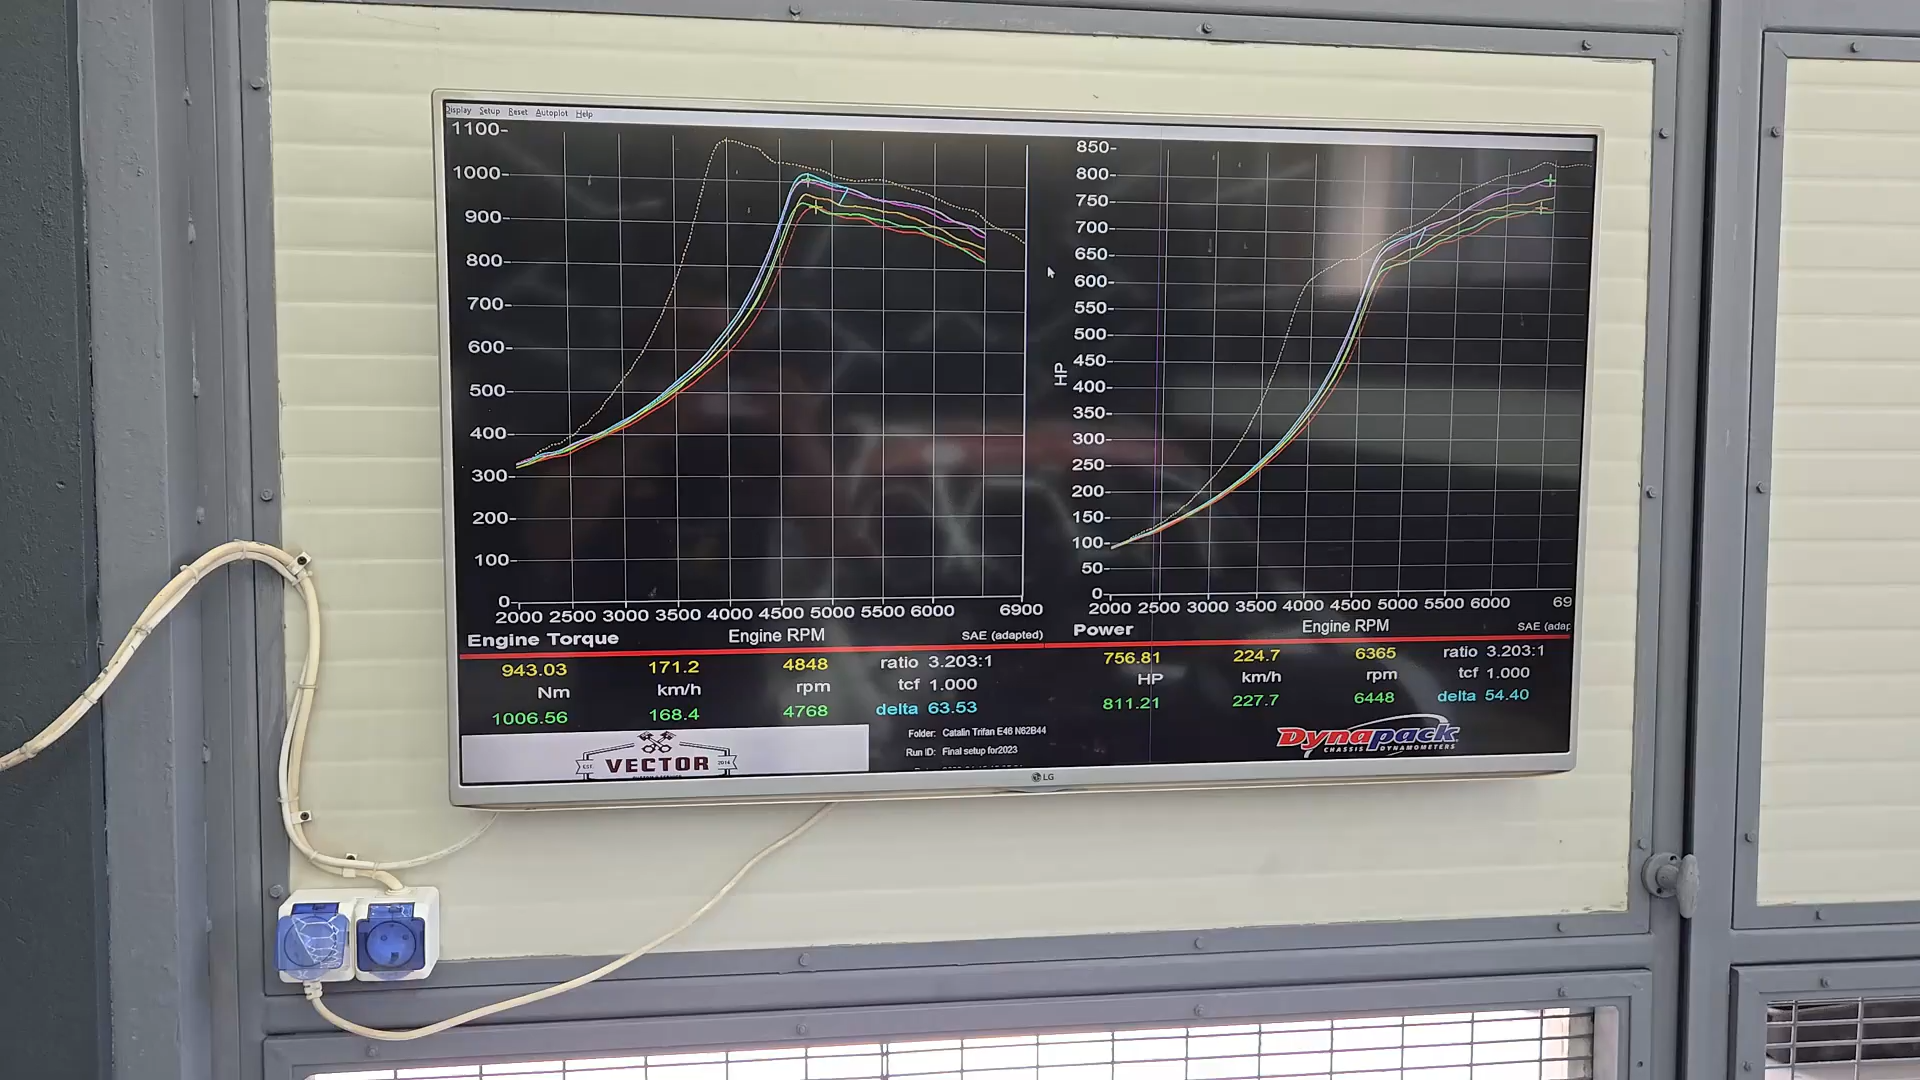 Display Setup Reset Autoplot Help
1100
1000
900
800
700
600
500
400
300
200
100
0
2000 2500 3000 3500 4000 4500 5000 5500 6000 6900
Engine Torque
Engine RPM
SAE (adapted)
943.03 171.2 4848 ratio 3.203:1
Nm km/h rpm tcf 1.000
1006.56 168.4 4768 delta 63.53
850
800
750
700
650
600
550
500
450
400
350
300
250
200
150
100
50
0
HP
2000 2500 3000 3500 4000 4500 5000 5500 6000 69
Power
Engine RPM
SAE (adap
756.81 224.7 6365 ratio 3.203:1
HP km/h rpm tcf 1.000
811.21 227.7 6448 delta 54.40
Folder: Catalin Trifan E46 N62B44
Run ID: Final setup for2023
EST. VECTOR 2014
Dynapack
CHASSIS DYNAMOMETERS
LG